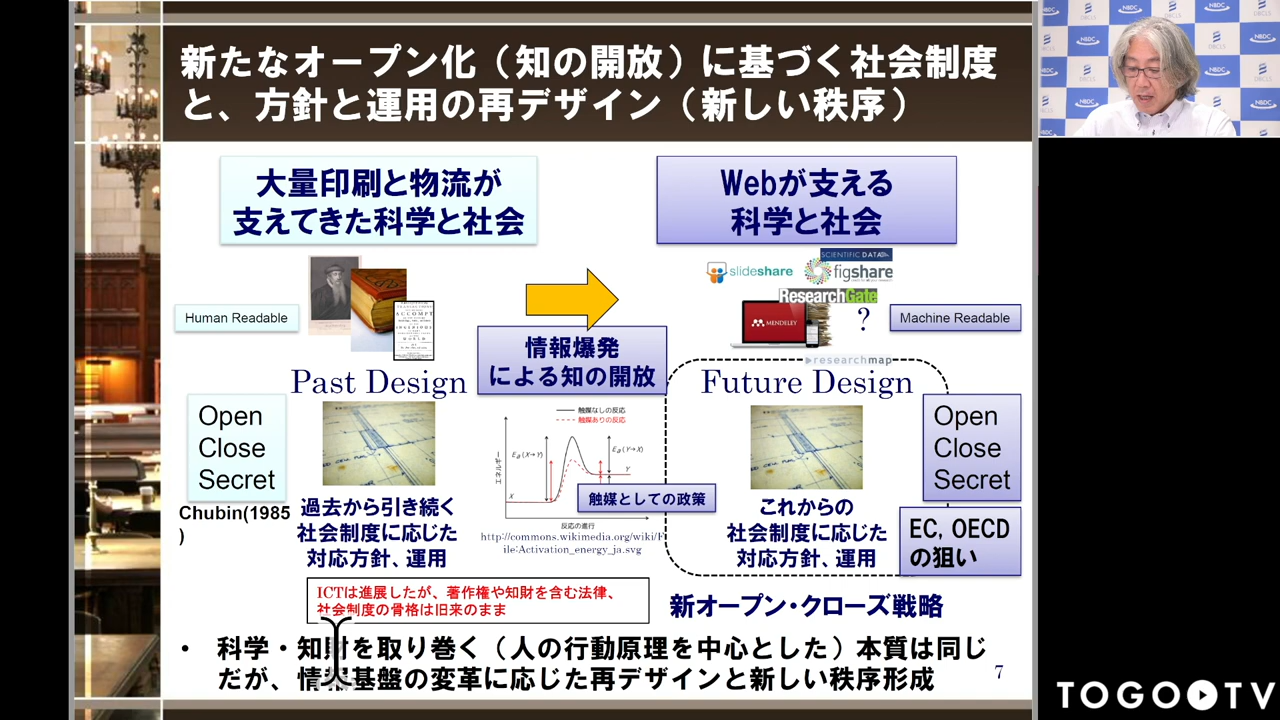 新たなオープン化（知の開放）に基づく社会制度
と、方針と運用の再デザイン（新しい秩序）
大量印刷と物流が
支えてきた科学と社会
Webが支える
科学と社会
slideshare
SCIENTIFIC DATA
figshare
ResearchGate
MENDELEY
?
researchmap
Human Readable
Machine Readable
情報爆発
による知の開放
Past Design
Future Design
Open
Close
Secret
Chubin(1985
)
過去から引き続く
社会制度に応じた
対応方針、運用
触媒なしの反応
触媒ありの反応
Ea (X→Y)
Ea (Y→X)
エネルギー
X
Y
反応の進行
http://commons.wikimedia.org/wiki/F
ile:Activation_energy_ja.svg
触媒としての政策
これからの
社会制度に応じた
対応方針、運用
Open
Close
Secret
EC, OECD
の狙い
ICTは進展したが、著作権や知財を含む法律、
社会制度の骨格は旧来のまま
新オープン・クローズ戦略
• 科学・知財を取り巻く（人の行動原理を中心とした）本質は同じ
だが、情報基盤の変革に応じた再デザインと新しい秩序形成
7
NBDC
DBCLS
TOGO TV